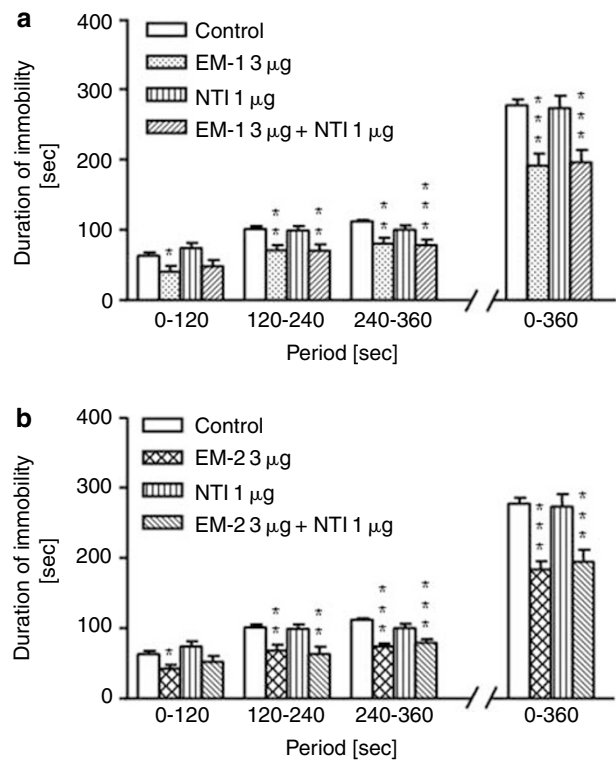 a
400
300
200
100
0
Duration of immobility
[sec]
Control
EM-1 3 μg
NTI 1 μg
EM-1 3 μg + NTI 1 μg
*
* *
* *
* *
* * *
* * *
* * *
0-120
120-240
240-360
0-360
Period [sec]
b
400
300
200
100
0
Duration of immobility
[sec]
Control
EM-2 3 μg
NTI 1 μg
EM-2 3 μg + NTI 1 μg
*
* *
* *
* * *
* * *
* * *
* * *
0-120
120-240
240-360
0-360
Period [sec]